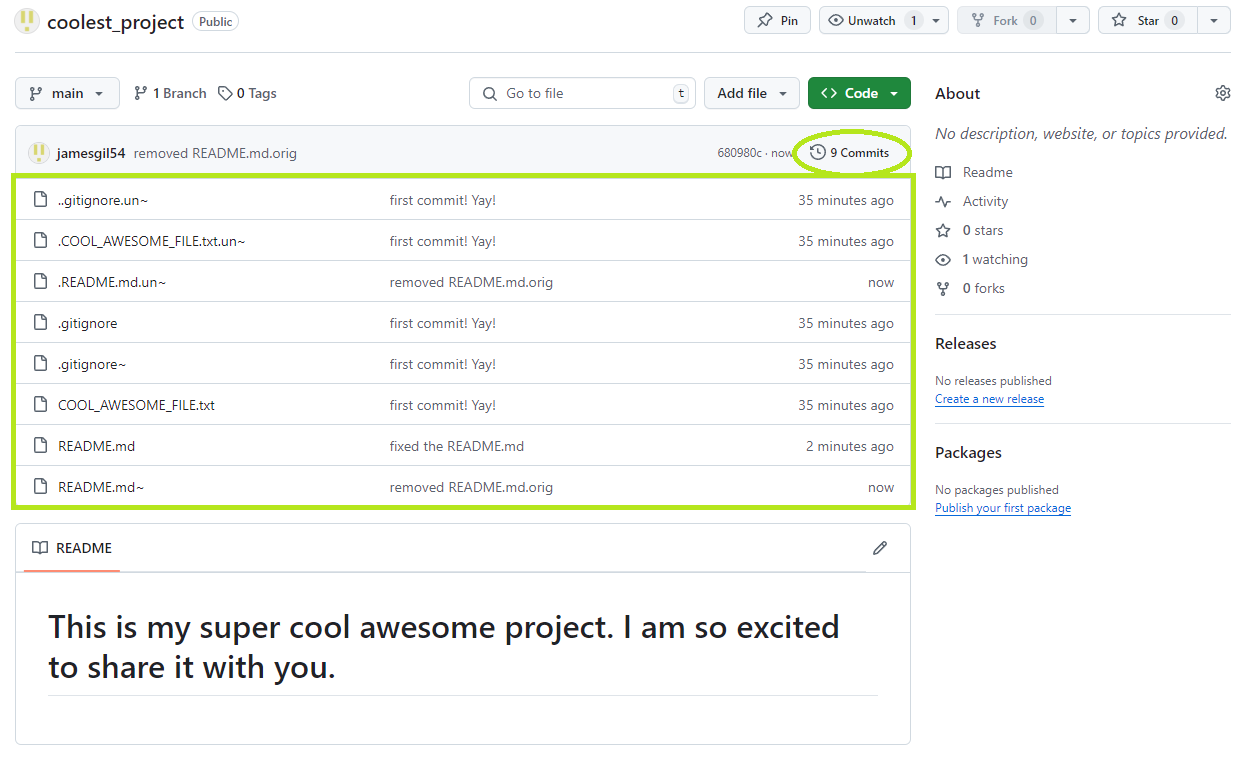 coolest_project Public Pin Unwatch 1 Fork 0 Star 0
main 1 Branch 0 Tags Go to file t Add file Code
jamesgil54 removed README.md.orig 680980c · now 9 Commits
..gitignore.un~ first commit! Yay! 35 minutes ago
.COOL_AWESOME_FILE.txt.un~ first commit! Yay! 35 minutes ago
.README.md.un~ removed README.md.orig now
.gitignore first commit! Yay! 35 minutes ago
.gitignore~ first commit! Yay! 35 minutes ago
COOL_AWESOME_FILE.txt first commit! Yay! 35 minutes ago
README.md fixed the README.md 2 minutes ago
README.md~ removed README.md.orig now
README
This is my super cool awesome project. I am so excited
to share it with you.
About
No description, website, or topics provided.
Readme
Activity
0 stars
1 watching
0 forks
Releases
No releases published
Create a new release
Packages
No packages published
Publish your first package